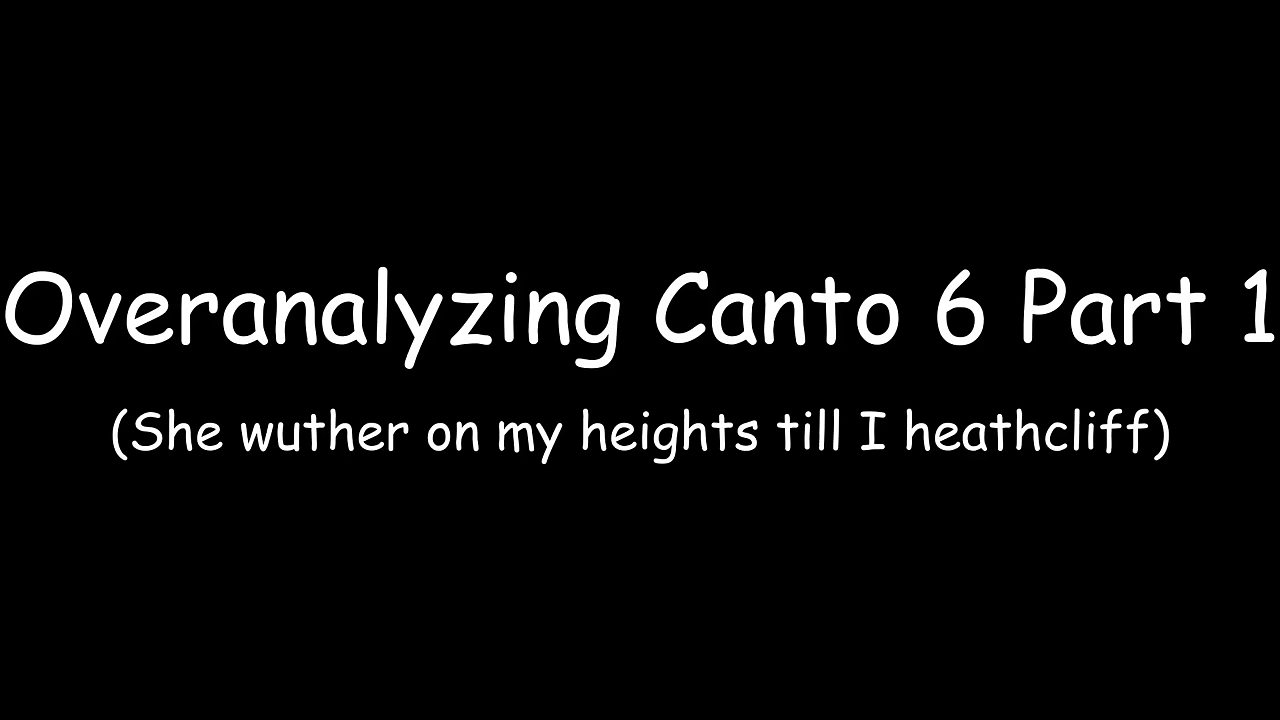 Overanalyzing Canto 6 Part 1
(She wuther on my heights till I heathcliff)